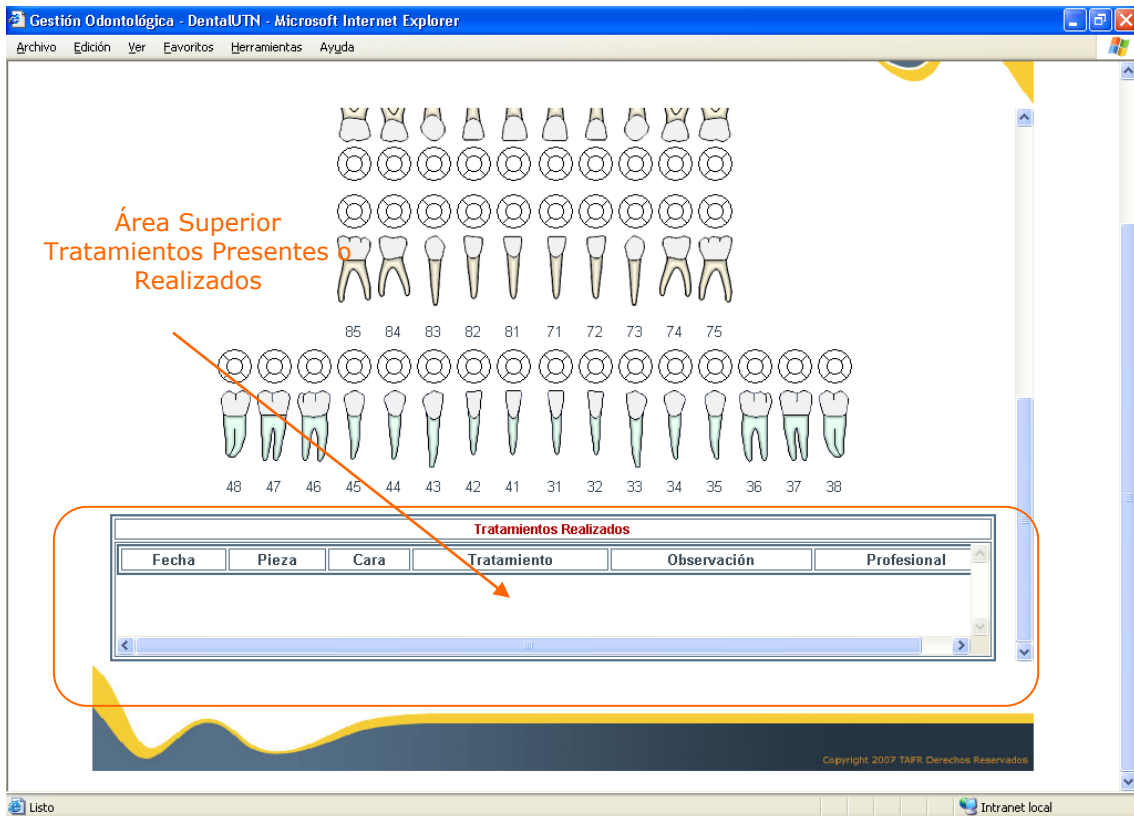 Gestión Odontológica - DentalUTN - Microsoft Internet Explorer
Archivo Edición Ver Favoritos Herramientas Ayuda
Área Superior
Tratamientos Presentes o
Realizados
85 84 83 82 81 71 72 73 74 75
48 47 46 45 44 43 42 41 31 32 33 34 35 36 37 38
Tratamientos Realizados
Fecha Pieza Cara Tratamiento Observación Profesional
Copyright 2007 TAFR Derechos Reservados
Listo Intranet local